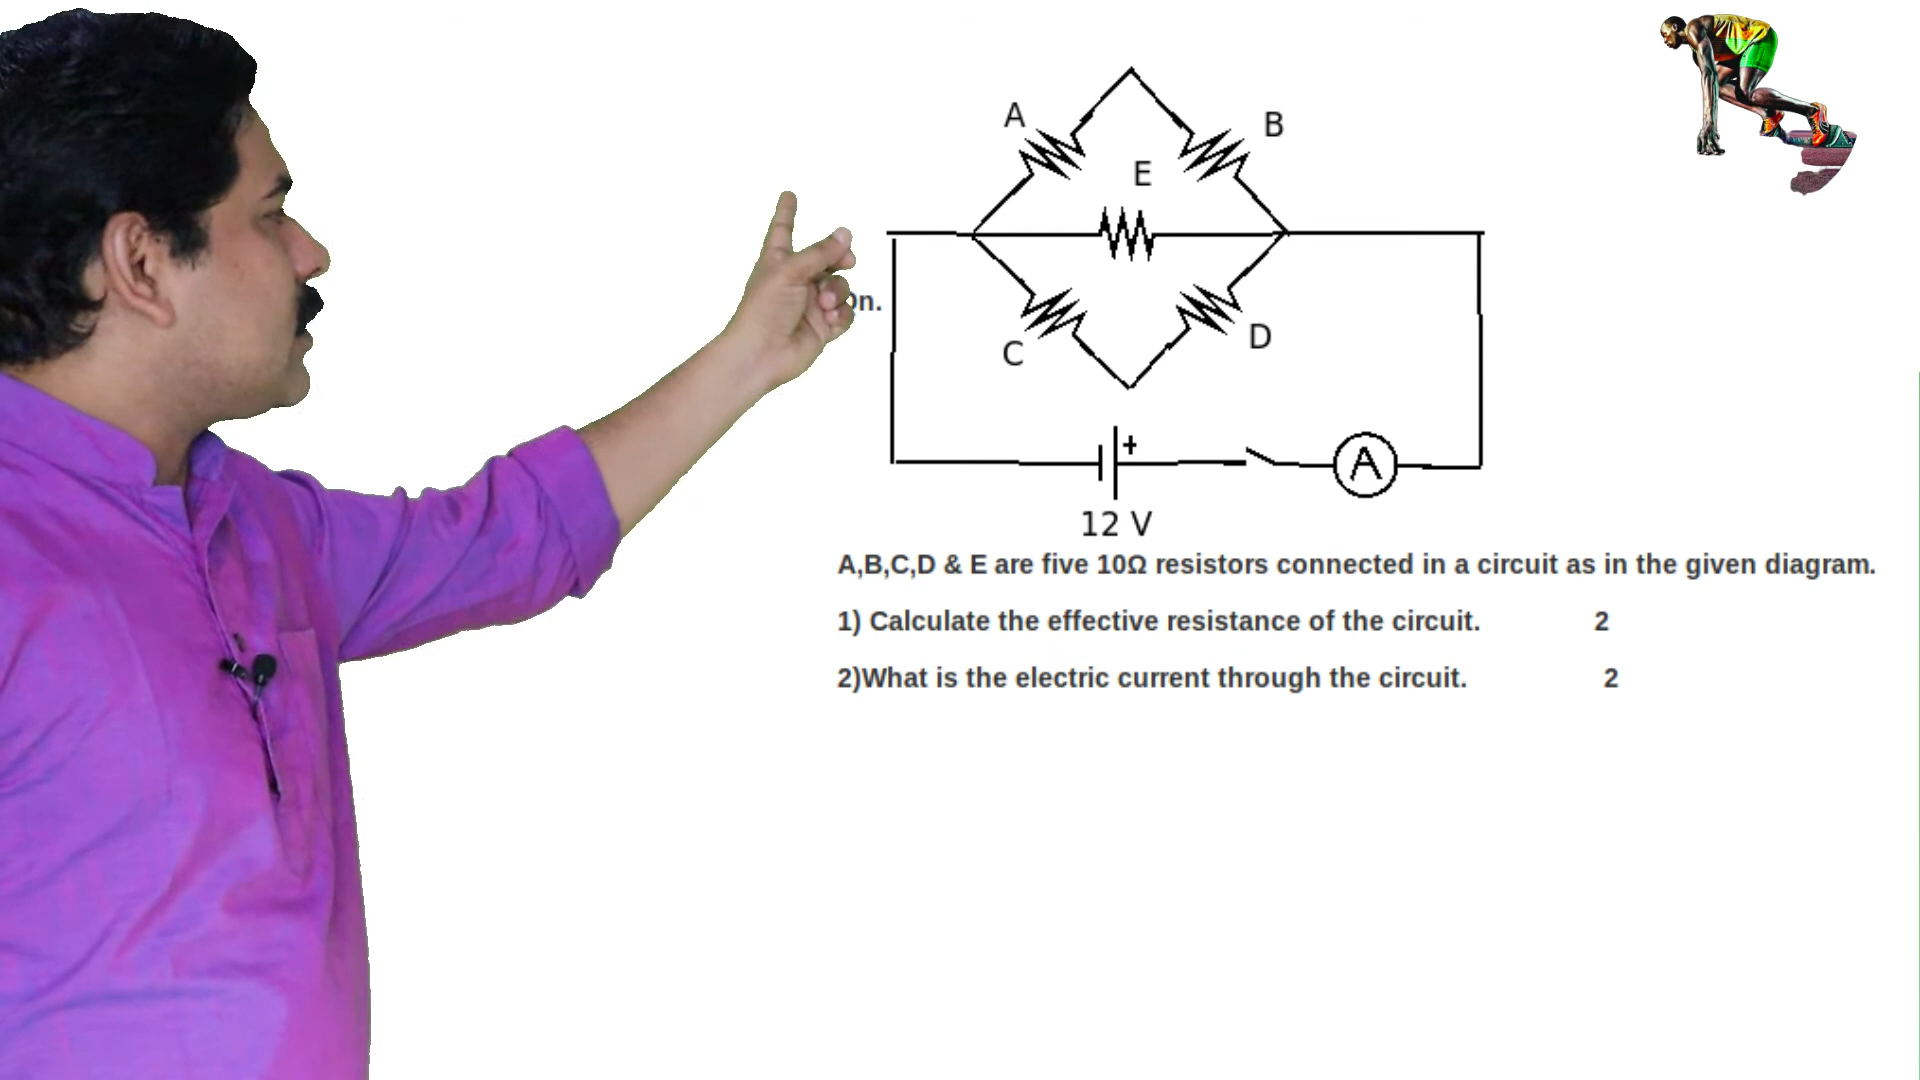 A
B
E
Qn.
C
D
+
A
12 V
A,B,C,D & E are five 10Ω resistors connected in a circuit as in the given diagram.
1) Calculate the effective resistance of the circuit. 2
2)What is the electric current through the circuit. 2